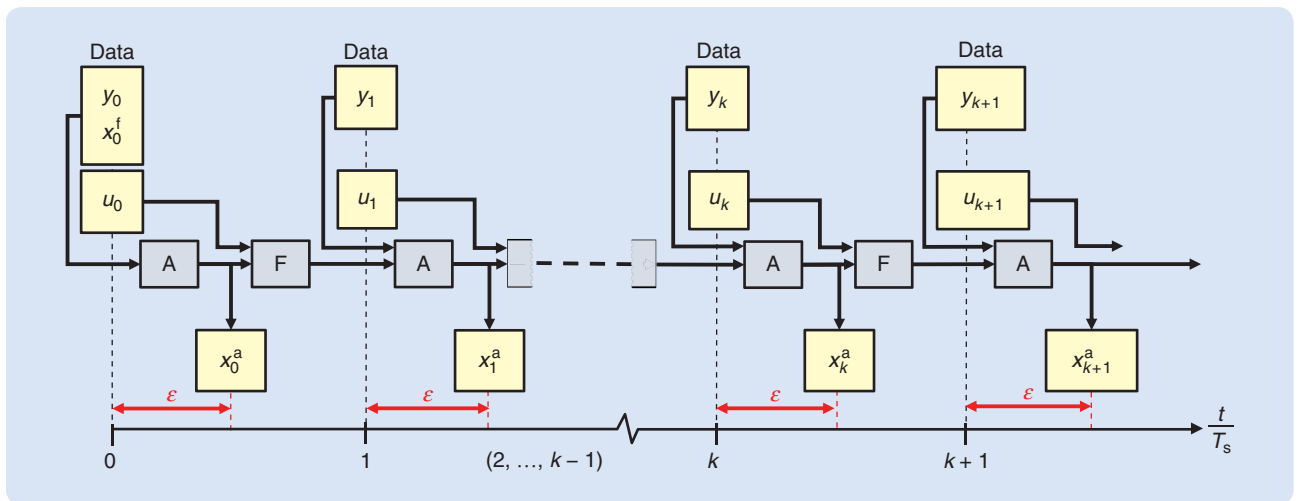 Data Data Data Data
y₀ y₁ yₖ yₖ₊₁
x₀ᶠ
u₀ u₁ uₖ uₖ₊₁
A F A A F A
x₀ᵃ x₁ᵃ xₖᵃ xₖ₊₁ᵃ
ε ε ε ε
t
Tₛ
0 1 (2, …, k – 1) k k + 1